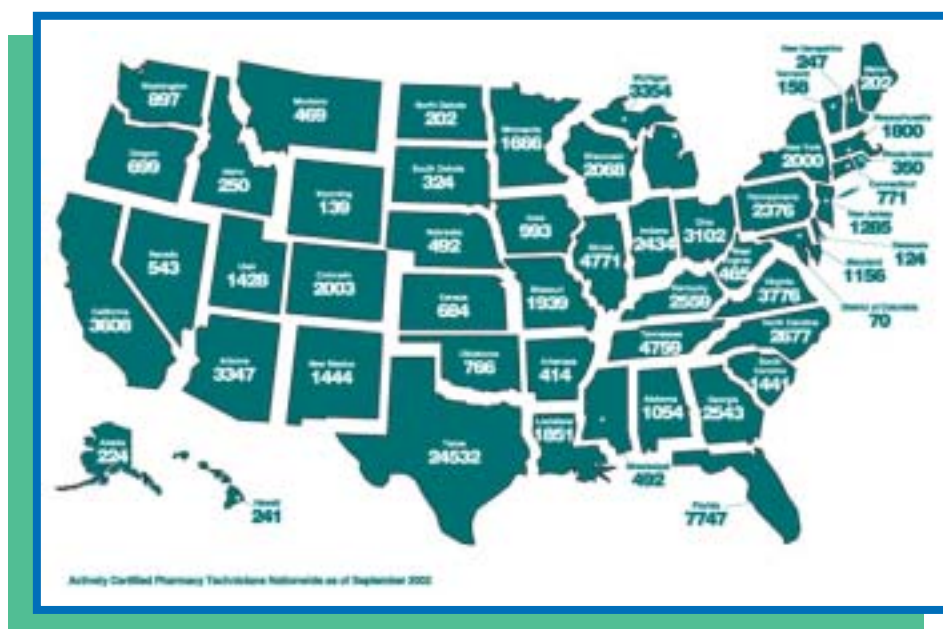 Washington
897
Oregon
699
California
3608
Nevada
543
Idaho
250
Montana
469
Wyoming
139
Utah
1428
Colorado
2003
Arizona
3347
New Mexico
1444
North Dakota
202
South Dakota
324
Nebraska
492
Kansas
684
Oklahoma
766
Texas
24532
Minnesota
1686
Iowa
993
Missouri
1939
Arkansas
414
Louisiana
1851
Wisconsin
2068
Illinois
4771
Michigan
3354
Indiana
2434
Ohio
3102
Kentucky
2559
Tennessee
4759
Mississippi
492
Alabama
1054
Georgia
2543
Florida
7747
South
Carolina
1441
North Carolina
2677
Virginia
3776
West
Virginia
465
Pennsylvania
2376
New York
2000
Vermont
158
New Hampshire
247
Maine
202
Massachusetts
1800
Rhode Island
350
Connecticut
771
New Jersey
1285
Delaware
124
Maryland
1156
District of Columbia
70
Alaska
224
Hawaii
241
Actively Certified Pharmacy Technicians Nationwide as of September 2002